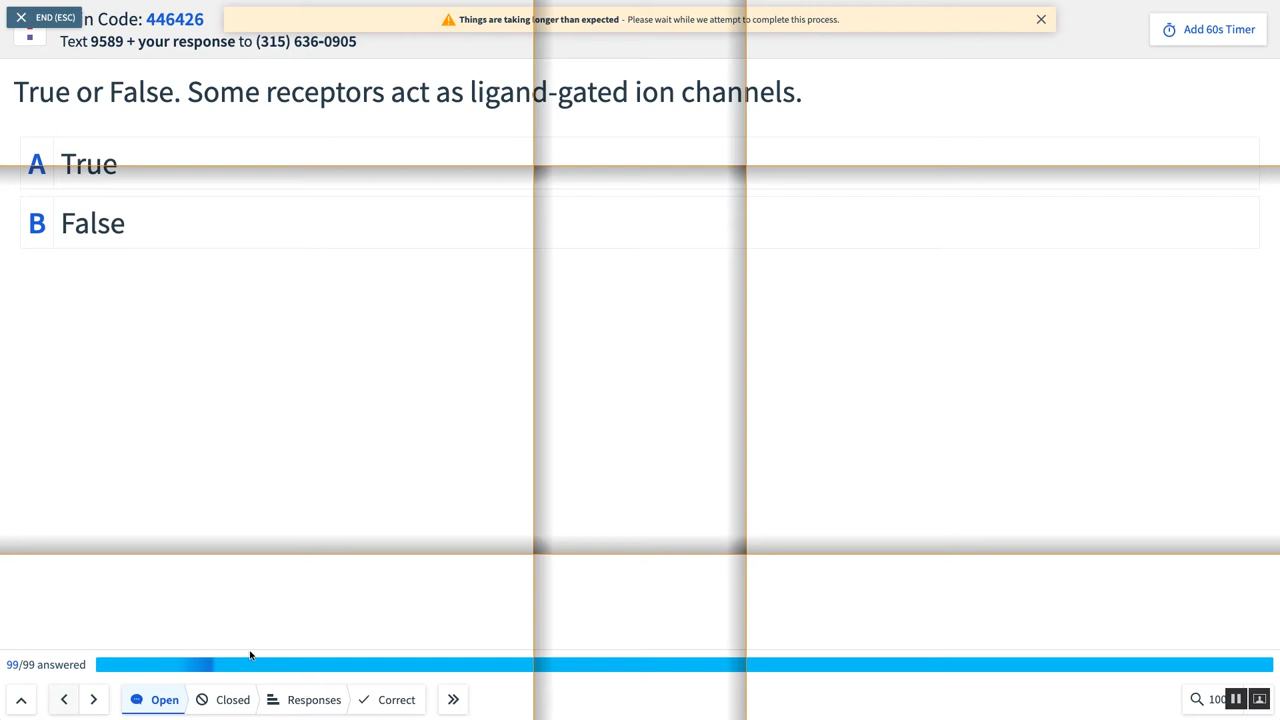 END (ESC)
n Code: 446426
Text 9589 + your response to (315) 636-0905
Things are taking longer than expected - Please wait while we attempt to complete this process.
Add 60s Timer
True or False. Some receptors act as ligand-gated ion channels.
A True
B False
99/99 answered
Open Closed Responses Correct
100